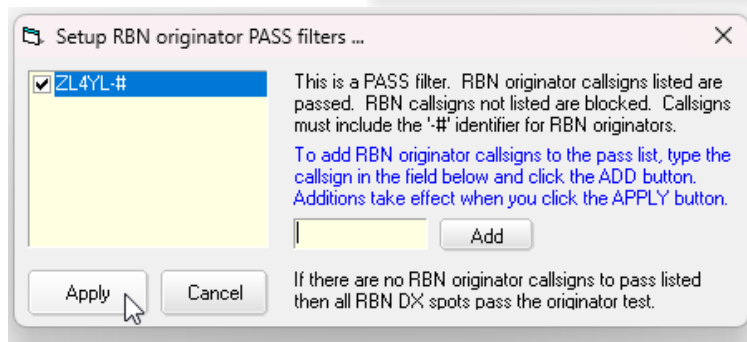 Setup RBN originator PASS filters ...
ZL4YL-#
This is a PASS filter. RBN originator callsigns listed are
passed. RBN callsigns not listed are blocked. Callsigns
must include the '-#' identifier for RBN originators.
To add RBN originator callsigns to the pass list, type the
callsign in the field below and click the ADD button.
Additions take effect when you click the APPLY button.
Add
Apply
Cancel
If there are no RBN originator callsigns to pass listed
then all RBN DX spots pass the originator test.